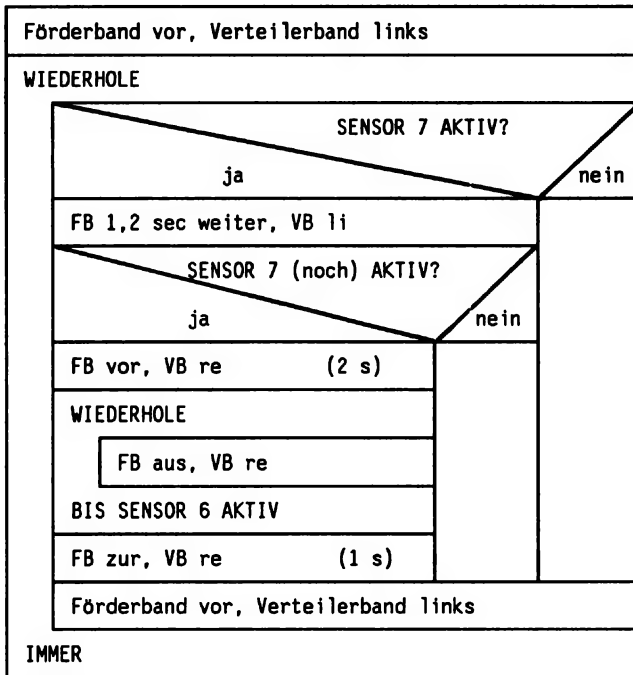 Förderband vor, Verteilerband links
WIEDERHOLE
SENSOR 7 AKTIV?
ja nein
FB 1,2 sec weiter, VB li
SENSOR 7 (noch) AKTIV?
ja nein
FB vor, VB re (2 s)
WIEDERHOLE
FB aus, VB re
BIS SENSOR 6 AKTIV
FB zur, VB re (1 s)
Förderband vor, Verteilerband links
IMMER